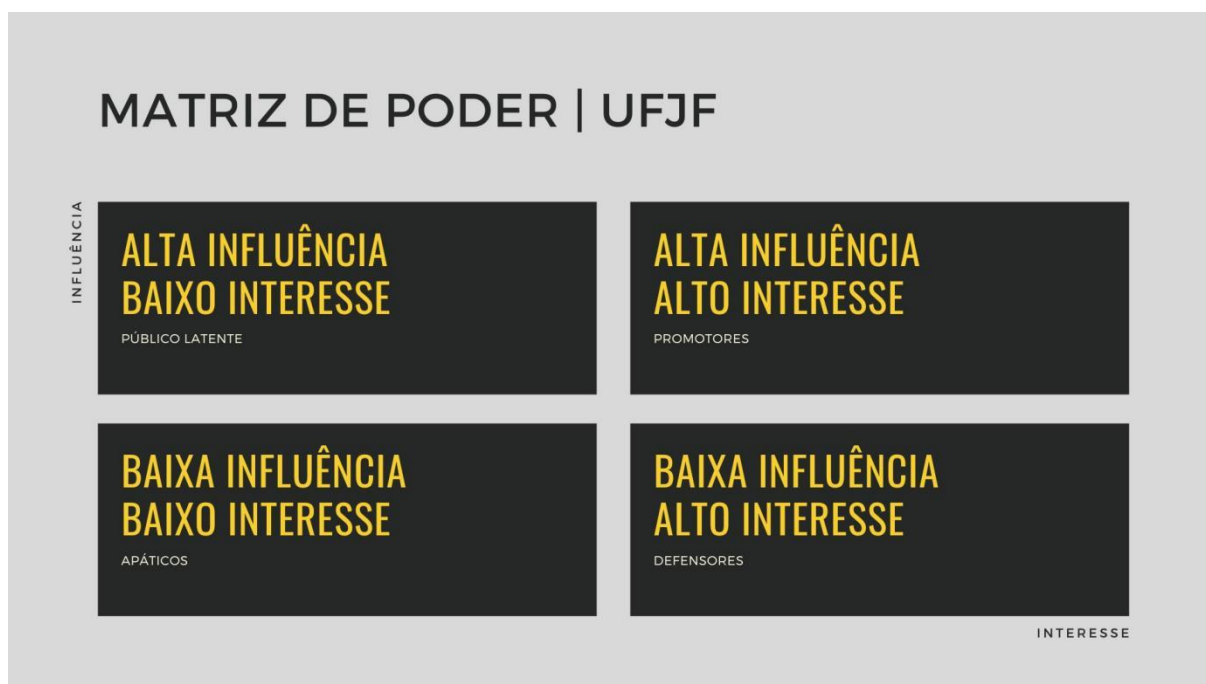 MATRIZ DE PODER | UFJF
INFLUÊNCIA
ALTA INFLUÊNCIA
BAIXO INTERESSE
PÚBLICO LATENTE
ALTA INFLUÊNCIA
ALTO INTERESSE
PROMOTORES
BAIXA INFLUÊNCIA
BAIXO INTERESSE
APÁTICOS
BAIXA INFLUÊNCIA
ALTO INTERESSE
DEFENSORES
INTERESSE